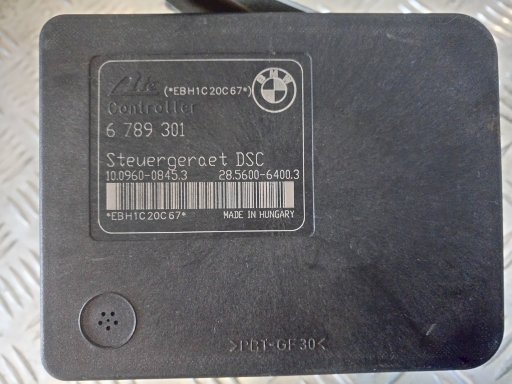 Ate (*EBH1C20C67*) BMW
Controller
6 789 301
Steuergeraet DSC
10.0960-0845.3 28.5600-6400.3
*EBH1C20C67* MADE IN HUNGARY
>PBT-GF30<